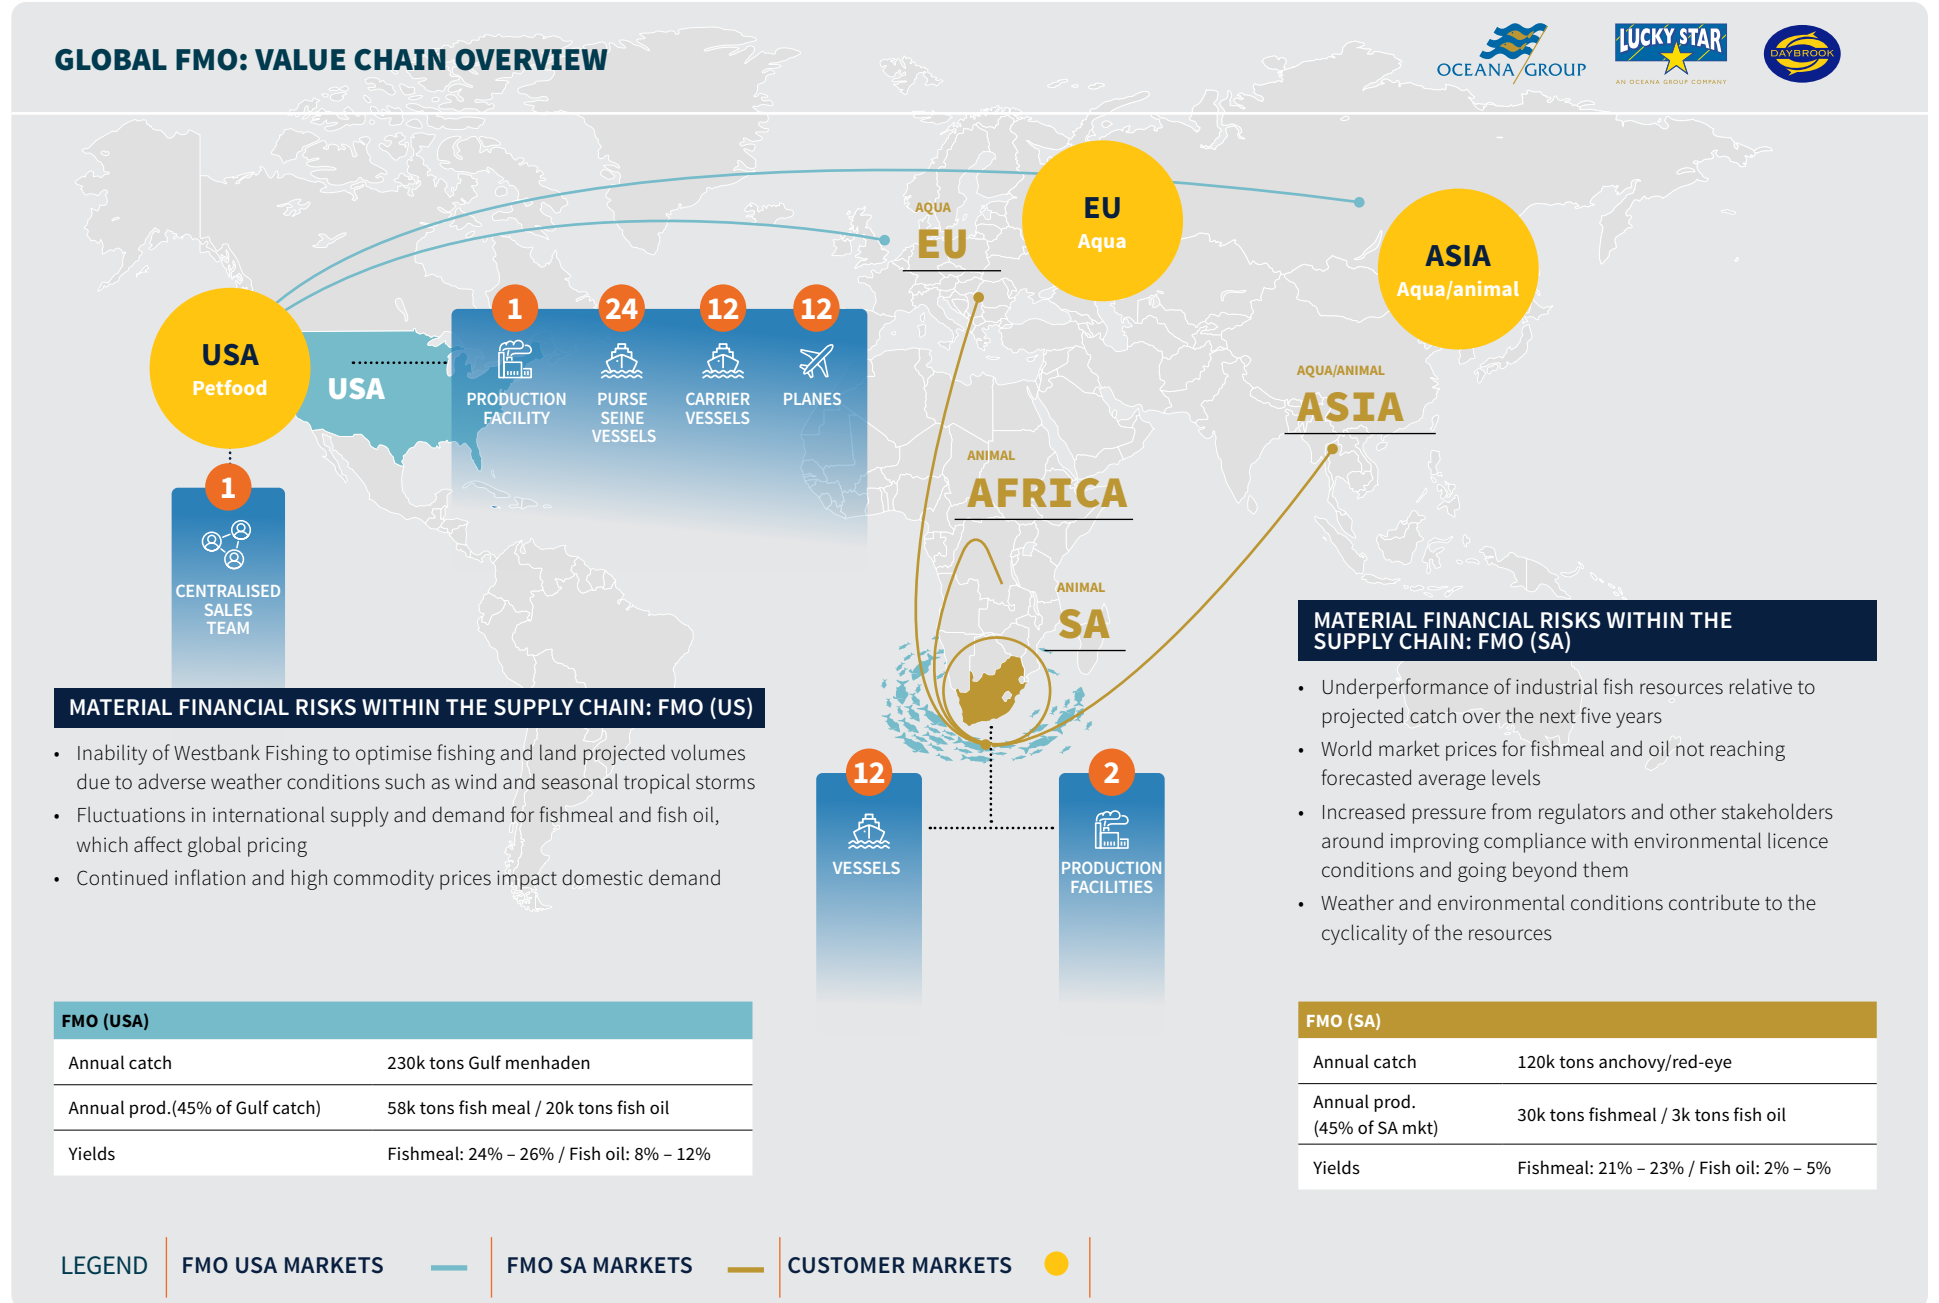 GLOBAL FMO: VALUE CHAIN OVERVIEW
OCEANA GROUP
LUCKY STAR
AN OCEANA GROUP COMPANY
DAYBROOK
EU
Aqua
ASIA
Aqua/animal
AQUA
EU
USA
Petfood
USA
1
PRODUCTION
FACILITY
24
PURSE
SEINE
VESSELS
12
CARRIER
VESSELS
12
PLANES
AQUA/ANIMAL
ASIA
ANIMAL
AFRICA
ANIMAL
SA
1
CENTRALISED
SALES
TEAM
MATERIAL FINANCIAL RISKS WITHIN THE SUPPLY CHAIN: FMO (US)
• Inability of Westbank Fishing to optimise fishing and land projected volumes
due to adverse weather conditions such as wind and seasonal tropical storms
• Fluctuations in international supply and demand for fishmeal and fish oil,
which affect global pricing
• Continued inflation and high commodity prices impact domestic demand
12
VESSELS
2
PRODUCTION
FACILITIES
MATERIAL FINANCIAL RISKS WITHIN THE
SUPPLY CHAIN: FMO (SA)
• Underperformance of industrial fish resources relative to
projected catch over the next five years
• World market prices for fishmeal and oil not reaching
forecasted average levels
• Increased pressure from regulators and other stakeholders
around improving compliance with environmental licence
conditions and going beyond them
• Weather and environmental conditions contribute to the
cyclicality of the resources
FMO (USA)
Annual catch 230k tons Gulf menhaden
Annual prod.(45% of Gulf catch) 58k tons fish meal / 20k tons fish oil
Yields Fishmeal: 24% – 26% / Fish oil: 8% – 12%
FMO (SA)
Annual catch 120k tons anchovy/red-eye
Annual prod.
(45% of SA mkt) 30k tons fishmeal / 3k tons fish oil
Yields Fishmeal: 21% – 23% / Fish oil: 2% – 5%
LEGEND FMO USA MARKETS FMO SA MARKETS CUSTOMER MARKETS